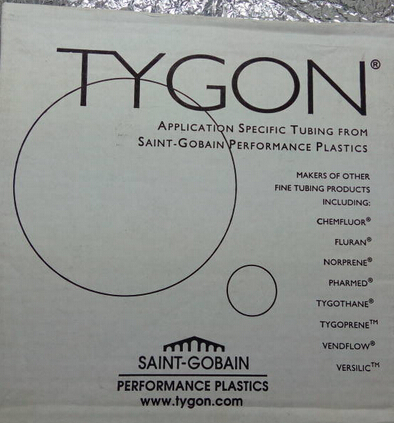 TYGON®
APPLICATION SPECIFIC TUBING FROM
SAINT-GOBAIN PERFORMANCE PLASTICS
MAKERS OF OTHER
FINE TUBING PRODUCTS
INCLUDING:
CHEMFLUOR®
FLURAN®
NORPRENE®
PHARMED®
TYGOTHANE®
TYGOPRENE™
VENDFLOW®
VERSILIC™
SAINT-GOBAIN
PERFORMANCE PLASTICS
www.tygon.com